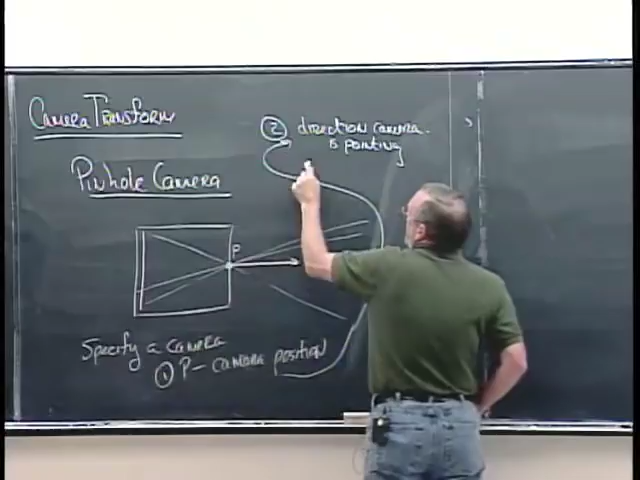 Camera Transform
Pinhole Camera
P
Specify a camera
① P - camera position
② direction camera
is pointing